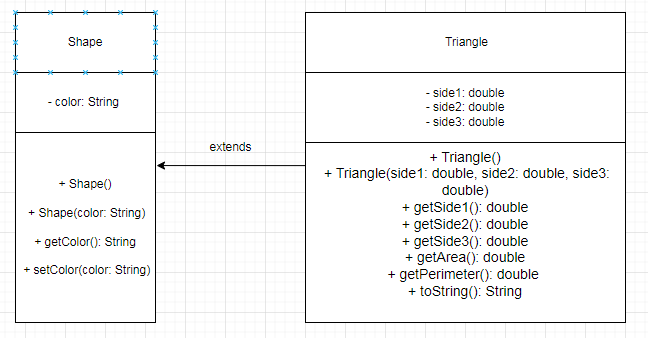 Shape
- color: String
+ Shape()
+ Shape(color: String)
+ getColor(): String
+ setColor(color: String)
extends
Triangle
- side1: double
- side2: double
- side3: double
+ Triangle()
+ Triangle(side1: double, side2: double, side3:
double)
+ getSide1(): double
+ getSide2(): double
+ getSide3(): double
+ getArea(): double
+ getPerimeter(): double
+ toString(): String